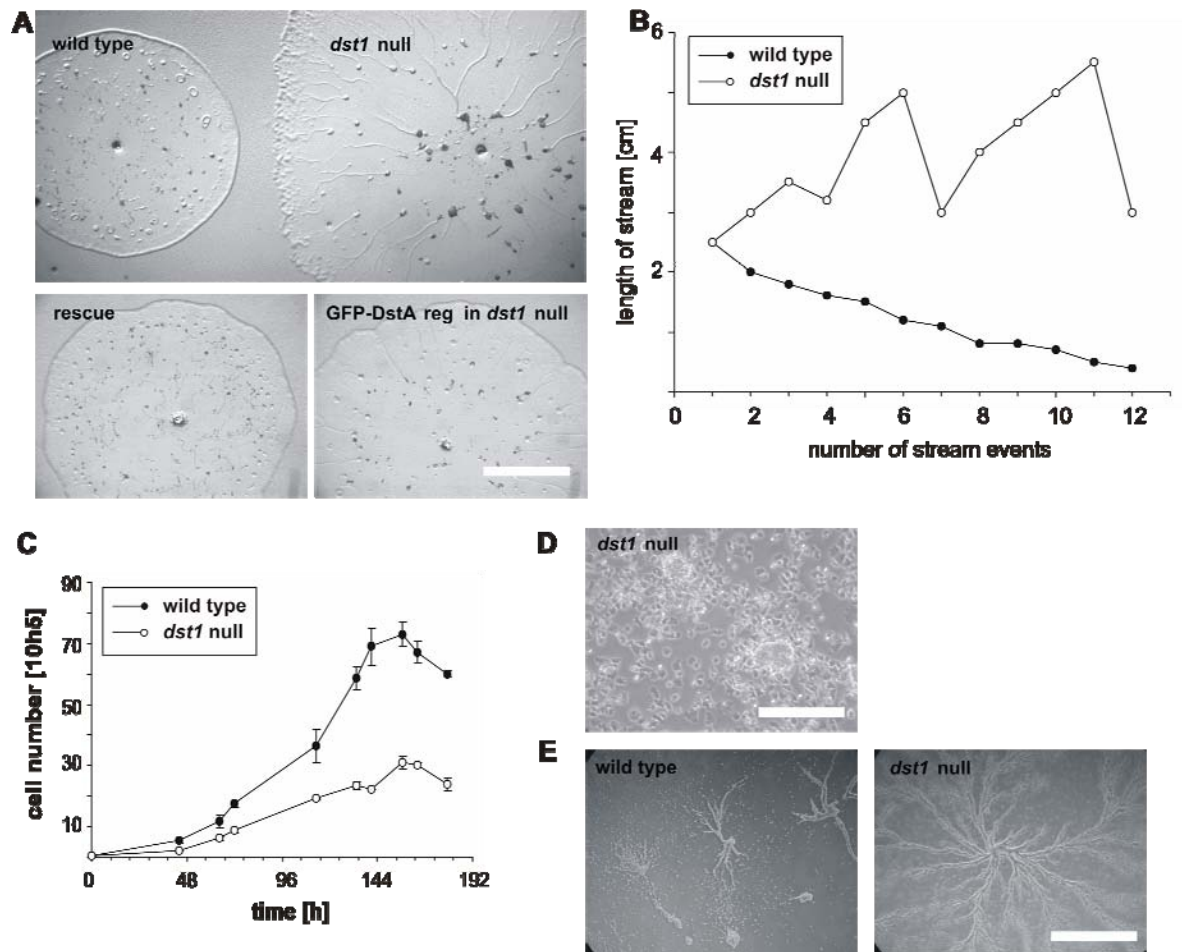 A
wild type
dst1 null
rescue
GFP-DstA reg in dst1 null
B
6
4
2
0 2 4 6 8 10 12
length of stream [cm]
number of stream events
wild type
dst1 null
C
90
70
50
30
10
0 48 96 144 192
cell number [10h5]
time [h]
wild type
dst1 null
D
dst1 null
E
wild type
dst1 null